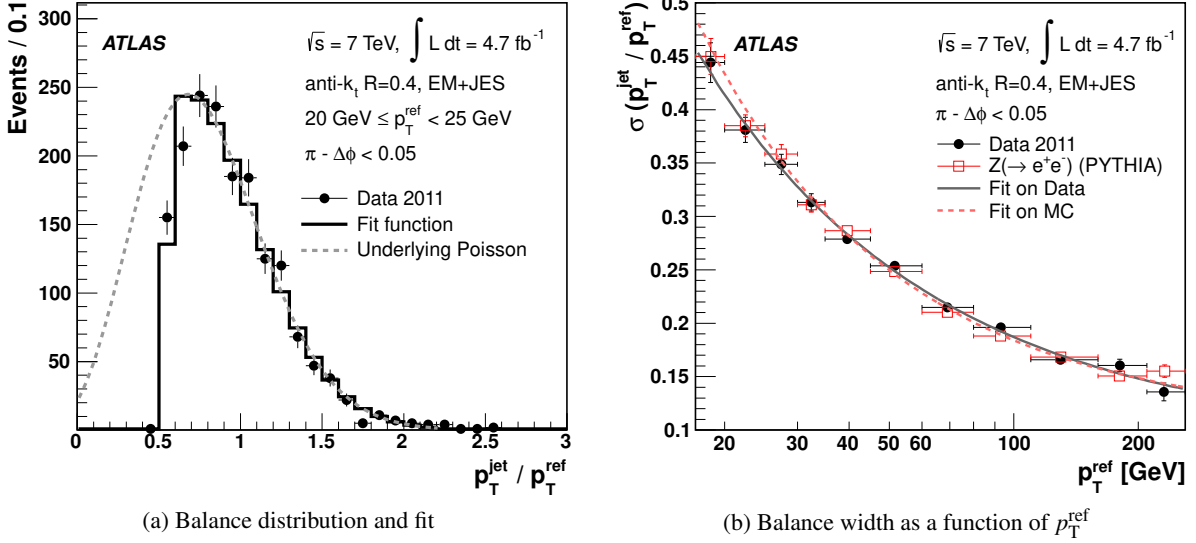 Events / 0.1
300
250
200
150
100
50
ATLAS
√s = 7 TeV, ∫ L dt = 4.7 fb⁻¹
anti-k_t R=0.4, EM+JES
20 GeV ≤ p_T^ref < 25 GeV
π - Δϕ < 0.05
Data 2011
Fit function
Underlying Poisson
0 0.5 1 1.5 2 2.5 3
p_T^jet / p_T^ref
(a) Balance distribution and fit
σ (p_T^jet / p_T^ref)
0.5
0.45
0.4
0.35
0.3
0.25
0.2
0.15
0.1
ATLAS
√s = 7 TeV, ∫ L dt = 4.7 fb⁻¹
anti-k_t R=0.4, EM+JES
π - Δϕ < 0.05
Data 2011
Z(→ e⁺e⁻) (PYTHIA)
Fit on Data
Fit on MC
20 30 40 50 60 100 200
p_T^ref [GeV]
(b) Balance width as a function of p_T^ref